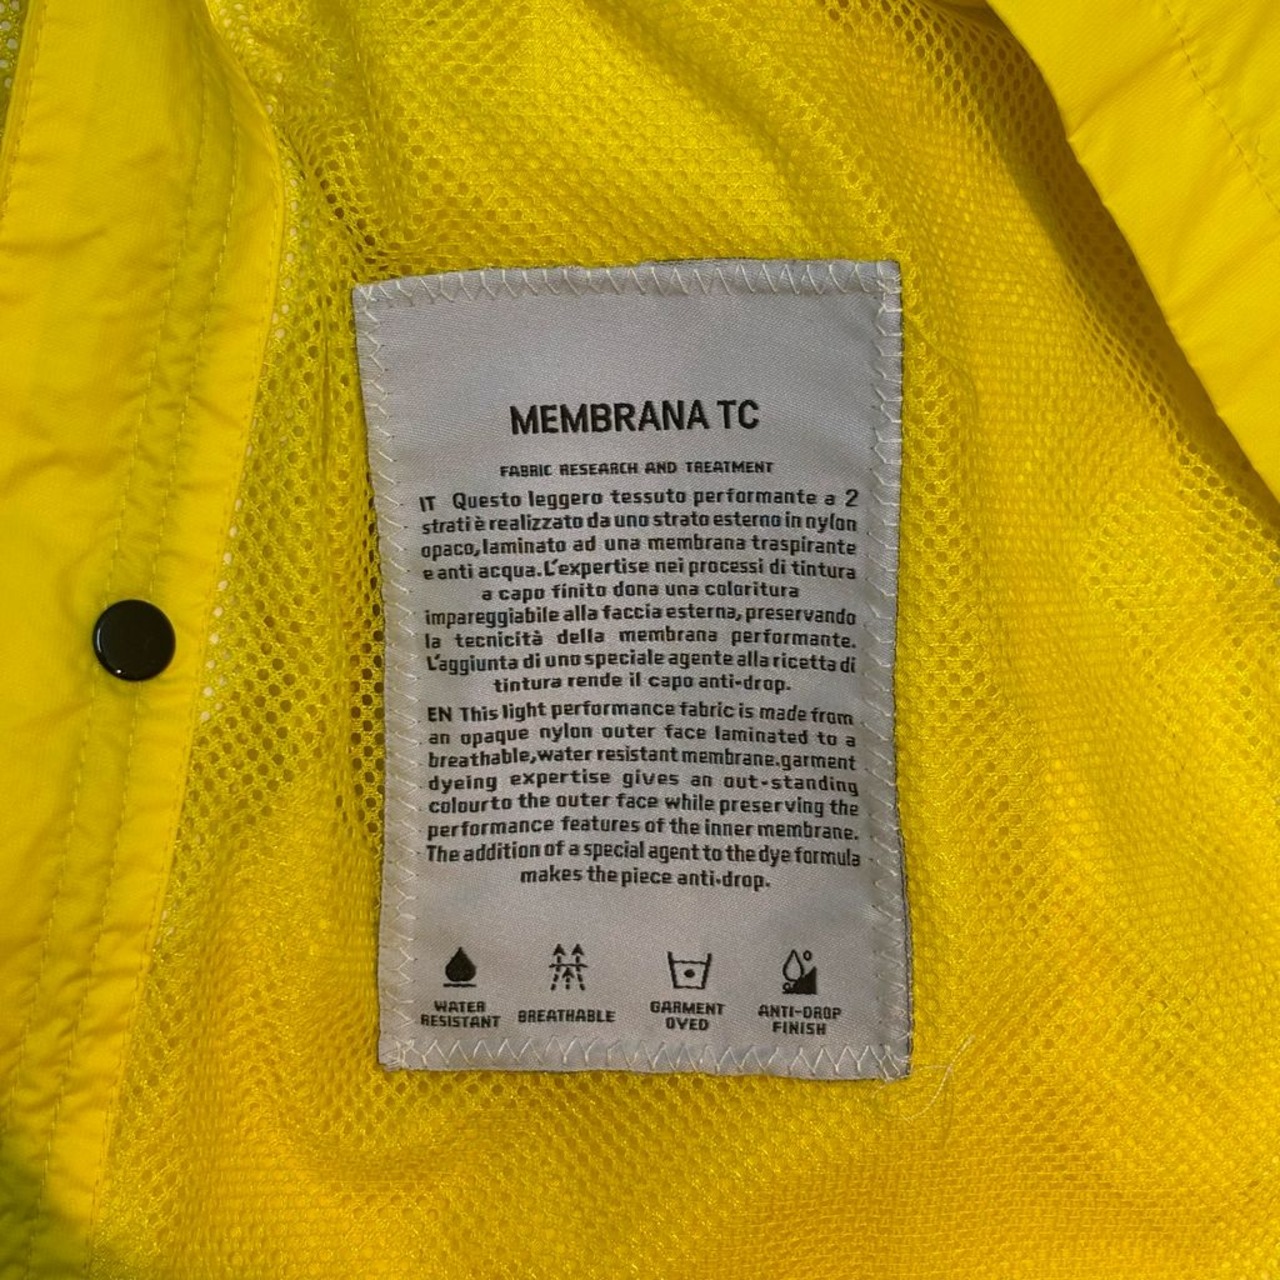 MEMBRANA TC
FABRIC RESEARCH AND TREATMENT
IT Questo leggero tessuto performante a 2
strati è realizzato da uno strato esterno in nylon
opaco, laminato ad una membrana traspirante
e anti acqua. L'expertise nei processi di tintura
a capo finito dona una coloritura
impareggiabile alla faccia esterna, preservando
la tecnicità della membrana performante.
L'aggiunta di uno speciale agente alla ricetta di
tintura rende il capo anti-drop.
EN This light performance fabric is made from
an opaque nylon outer face laminated to a
breathable, water resistant membrane. garment
dyeing expertise gives an out-standing
colourto the outer face while preserving the
performance features of the inner membrane.
The addition of a special agent to the dye formula
makes the piece anti-drop.
WATER RESISTANT
BREATHABLE
GARMENT DYED
ANTI-DROP FINISH